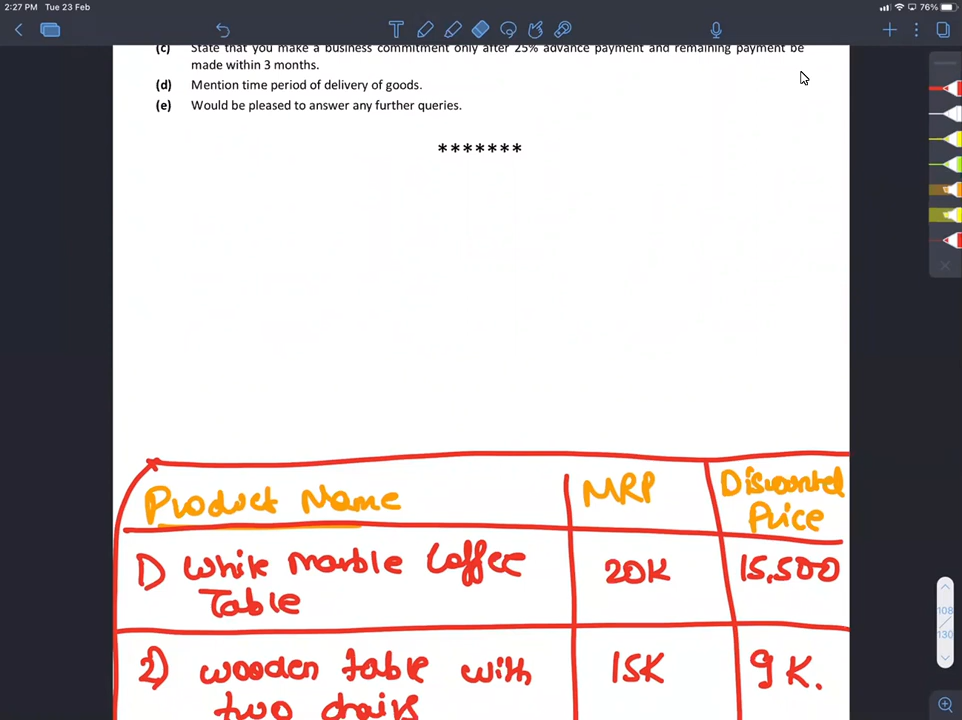 2:27 PM Tue 23 Feb
76%
(c) State that you make a business commitment only after 25% advance payment and remaining payment be
made within 3 months.
(d) Mention time period of delivery of goods.
(e) Would be pleased to answer any further queries.
*******
Product Name MRP Discounted
Price
1) White Marble Coffee 20K 15,500
Table
2) wooden table with 15K 9K.
two chairs
108
130